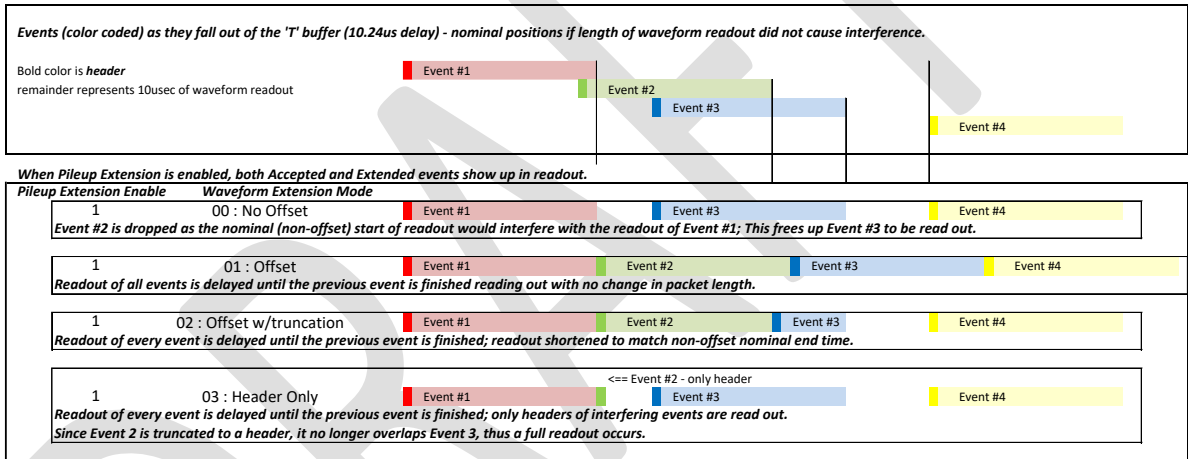 Events (color coded) as they fall out of the 'T' buffer (10.24us delay) - nominal positions if length of waveform readout did not cause interference.
Bold color is header
Event #1
remainder represents 10usec of waveform readout
Event #2
Event #3
Event #4
When Pileup Extension is enabled, both Accepted and Extended events show up in readout.
Pileup Extension Enable Waveform Extension Mode
1 00 : No Offset Event #1 Event #3 Event #4
Event #2 is dropped as the nominal (non-offset) start of readout would interfere with the readout of Event #1; This frees up Event #3 to be read out.
1 01 : Offset Event #1 Event #2 Event #3 Event #4
Readout of all events is delayed until the previous event is finished reading out with no change in packet length.
1 02 : Offset w/truncation Event #1 Event #2 Event #3 Event #4
Readout of every event is delayed until the previous event is finished; readout shortened to match non-offset nominal end time.
<== Event #2 - only header
1 03 : Header Only Event #1 Event #3 Event #4
Readout of every event is delayed until the previous event is finished; only headers of interfering events are read out.
Since Event 2 is truncated to a header, it no longer overlaps Event 3, thus a full readout occurs.
DRAFT